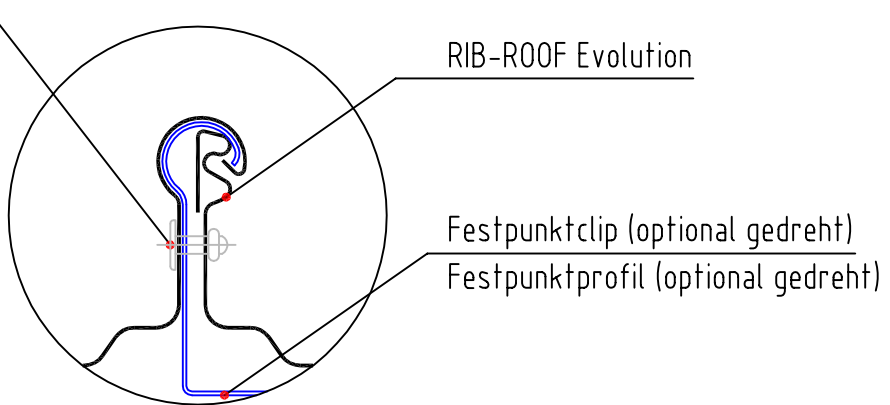 RIB-ROOF Evolution
Festpunktclip (optional gedreht)
Festpunktprofil (optional gedreht)